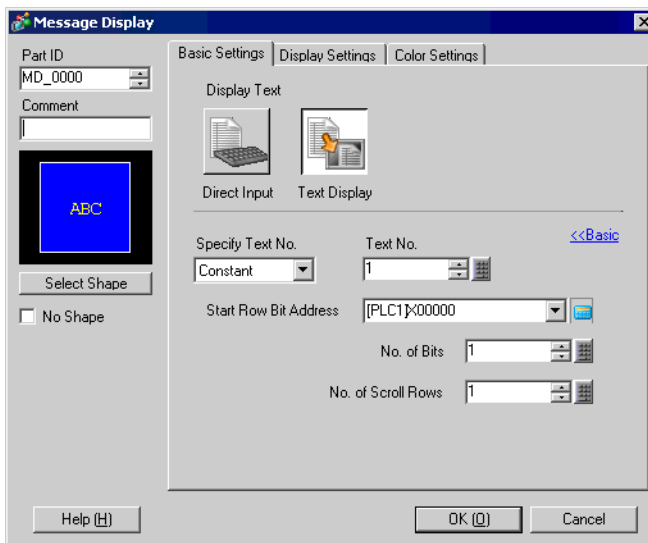 Message Display
Part ID
MD_0000
Comment
ABC
Select Shape
No Shape
Help (H)
Basic Settings
Display Settings
Color Settings
Display Text
Direct Input
Text Display
<<Basic
Specify Text No.
Text No.
Constant
1
Start Row Bit Address
[PLC1]X00000
No. of Bits
1
No. of Scroll Rows
1
OK (O)
Cancel